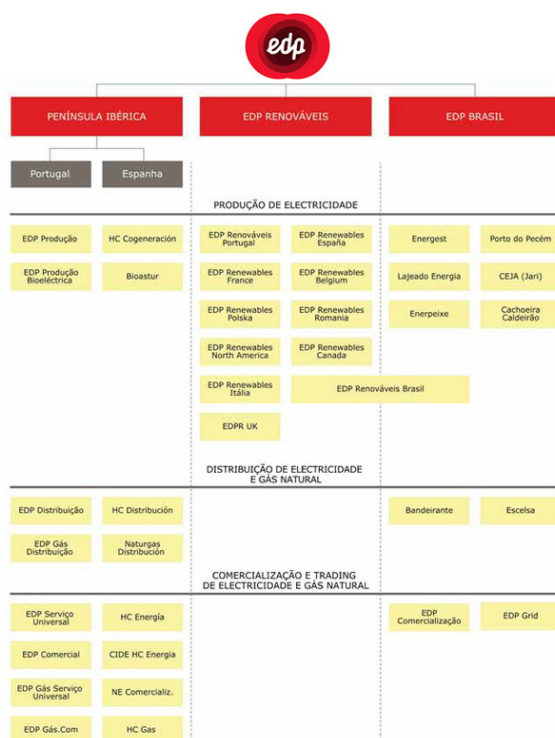 edp
PENÍNSULA IBÉRICA
EDP RENOVÁVEIS
EDP BRASIL
Portugal
Espanha
PRODUÇÃO DE ELECTRICIDADE
EDP Produção
HC Cogeneración
EDP Renováveis
Portugal
EDP Renewables
España
Energest
Porto do Pecém
EDP Produção
Bioeléctrica
Bioastur
EDP Renewables
France
EDP Renewables
Belgium
Lajeado Energia
CEJA (Jari)
EDP Renewables
Polska
EDP Renewables
Romania
Enerpeixe
Cachoeira
Caldeirão
EDP Renewables
North America
EDP Renewables
Canada
EDP Renewables
Itália
EDP Renováveis Brasil
EDPR UK
DISTRIBUIÇÃO DE ELECTRICIDADE
E GÁS NATURAL
EDP Distribuição
HC Distribución
Bandeirante
Escelsa
EDP Gás
Distribuição
Naturgas
Distribución
COMERCIALIZAÇÃO E TRADING
DE ELECTRICIDADE E GÁS NATURAL
EDP Serviço
Universal
HC Energía
EDP
Comercialização
EDP Grid
EDP Comercial
CIDE HC Energia
EDP Gás Serviço
Universal
NE Comercializ.
EDP Gás.Com
HC Gas